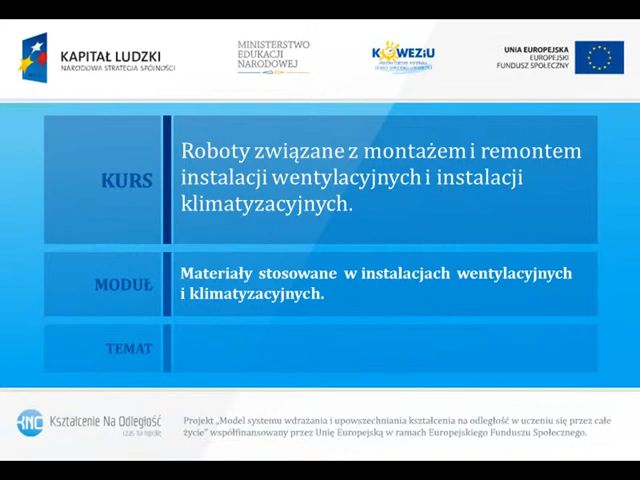 KAPITAŁ LUDZKI
NARODOWA STRATEGIA SPÓJNOŚCI
MINISTERSTWO
EDUKACJI
NARODOWEJ
KOWEZiU
UNIA EUROPEJSKA
EUROPEJSKI
FUNDUSZ SPOŁECZNY
KURS
Roboty związane z montażem i remontem
instalacji wentylacyjnych i instalacji
klimatyzacyjnych.
MODUŁ
Materiały stosowane w instalacjach wentylacyjnych
i klimatyzacyjnych.
TEMAT
KNO Kształcenie Na Odległość
Projekt „Model systemu wdrażania i upowszechniania kształcenia na odległość w uczeniu się przez całe
życie” współfinansowany przez Unię Europejską w ramach Europejskiego Funduszu Społecznego.